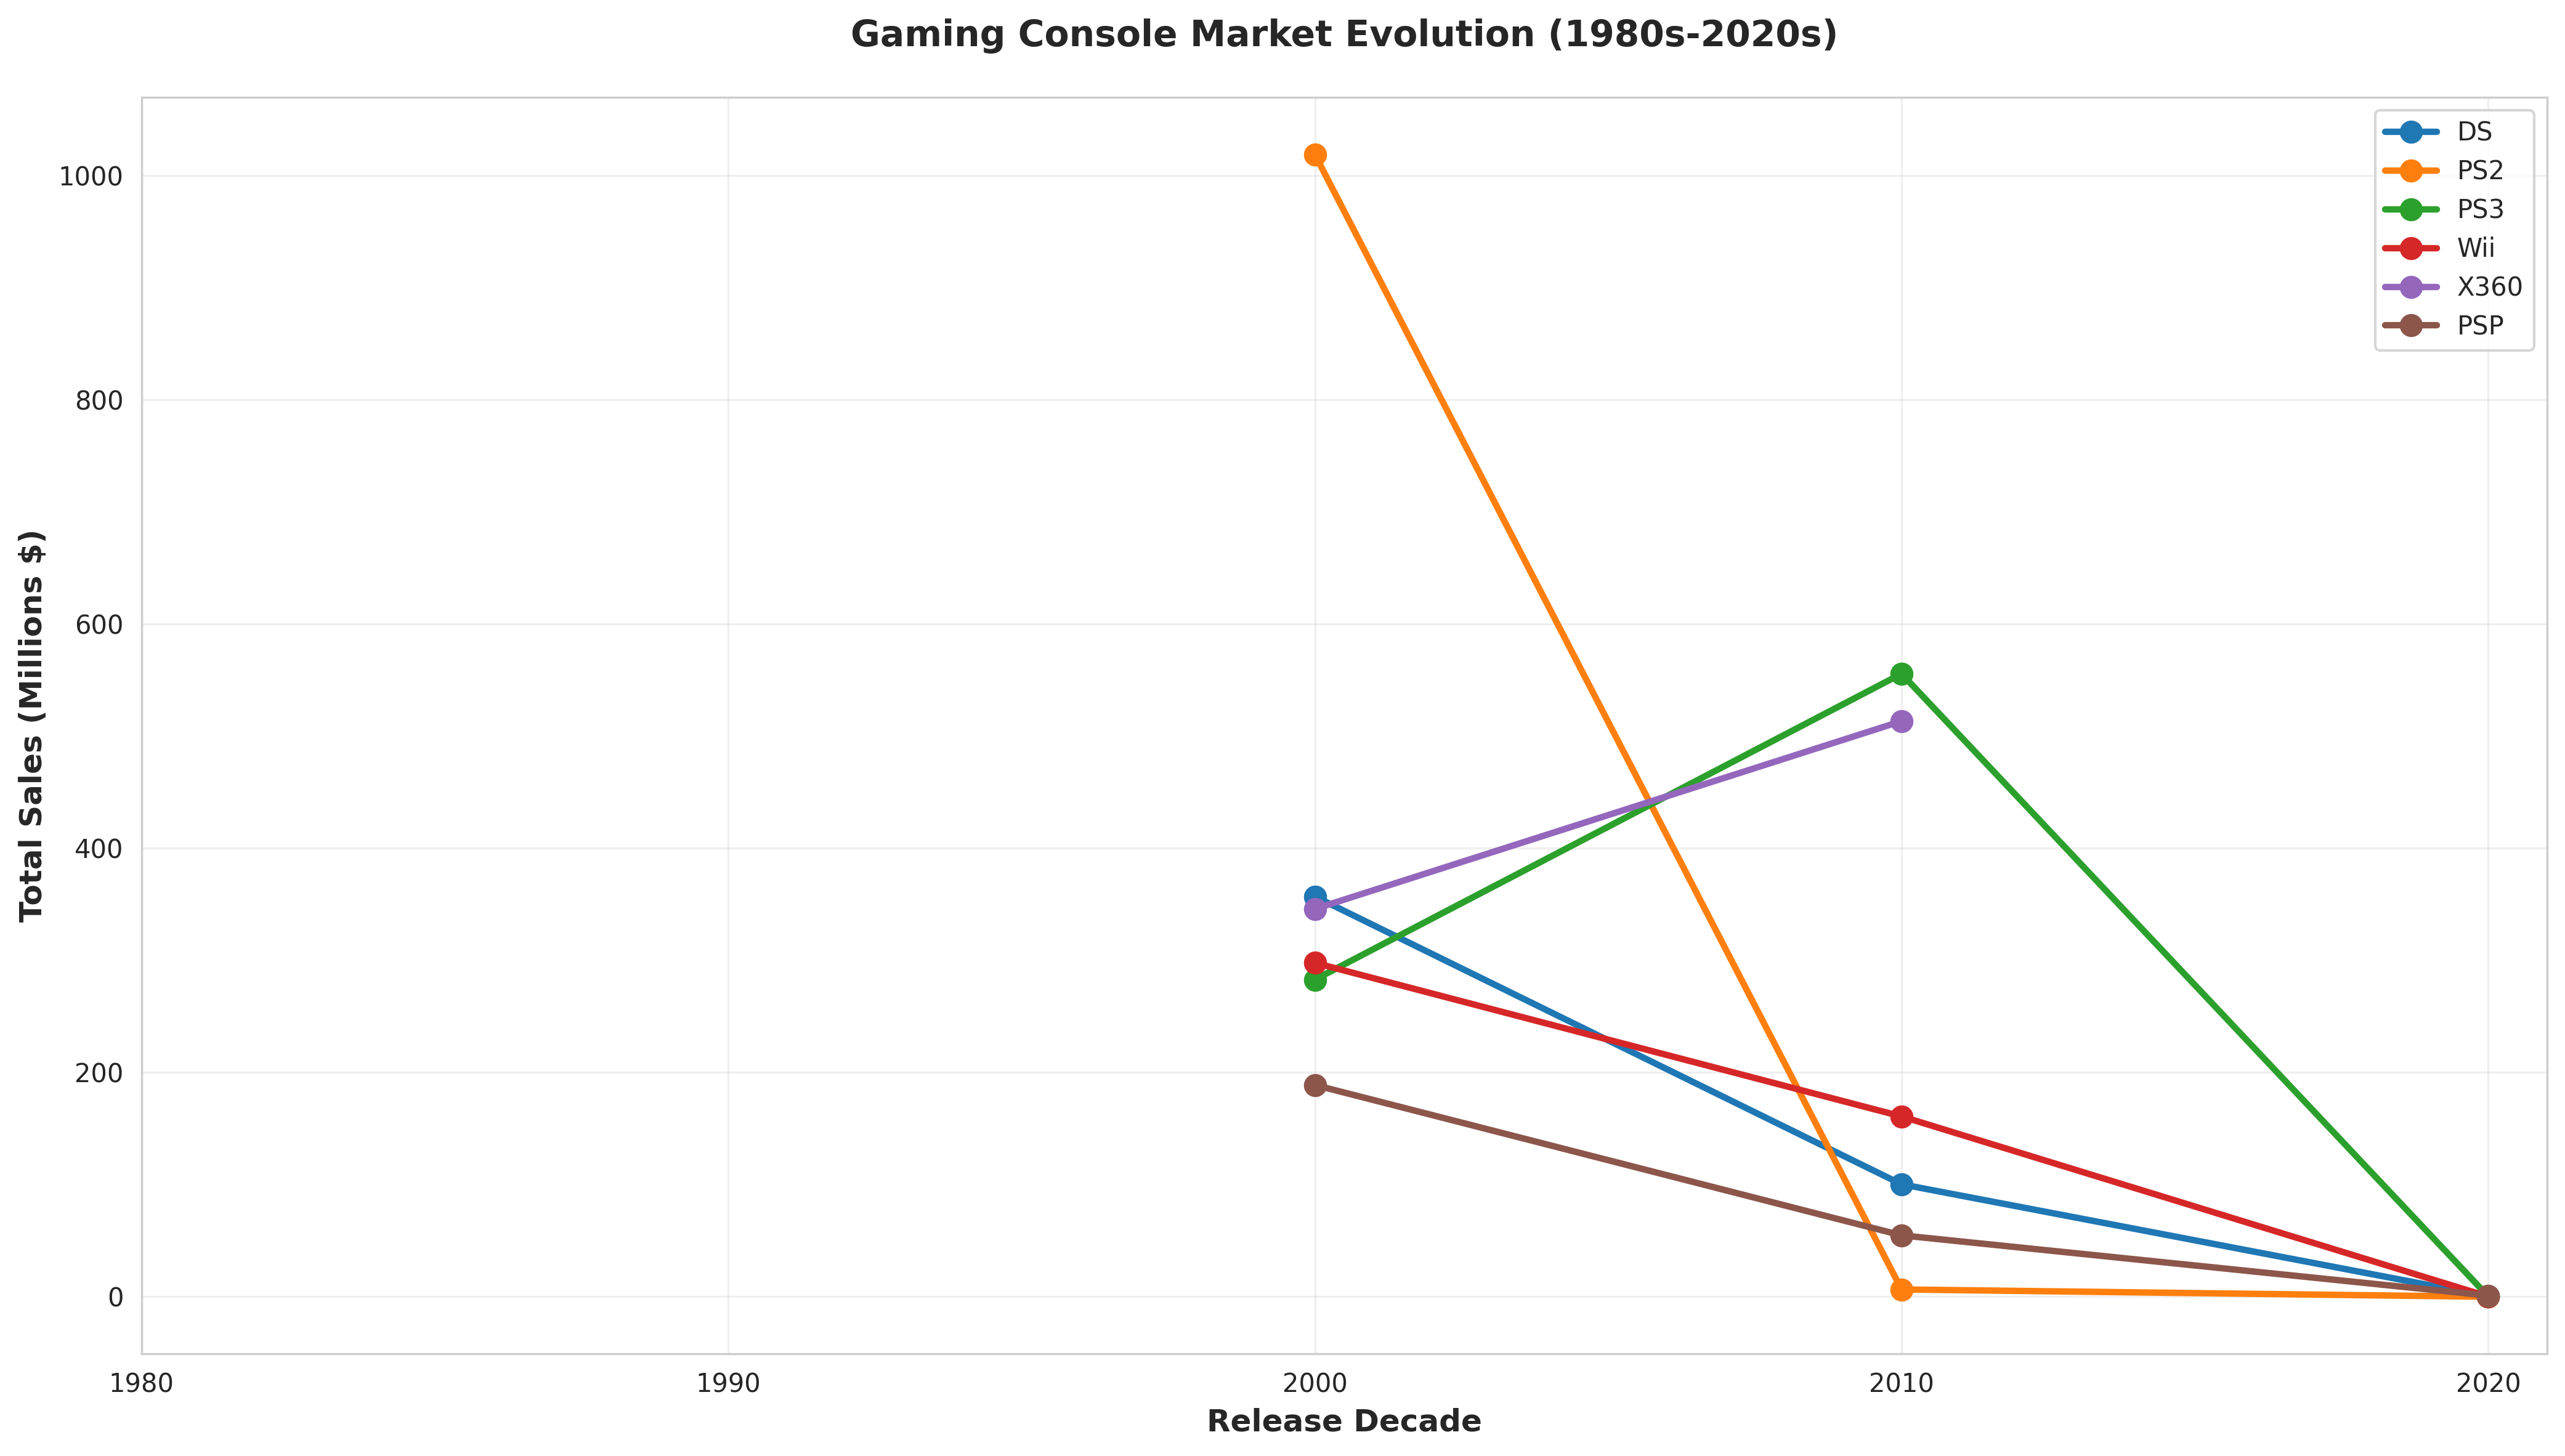 Gaming Console Market Evolution (1980s-2020s)
Total Sales (Millions $)
1000
800
600
400
200
0
1980
1990
2000
2010
2020
Release Decade
DS
PS2
PS3
Wii
X360
PSP